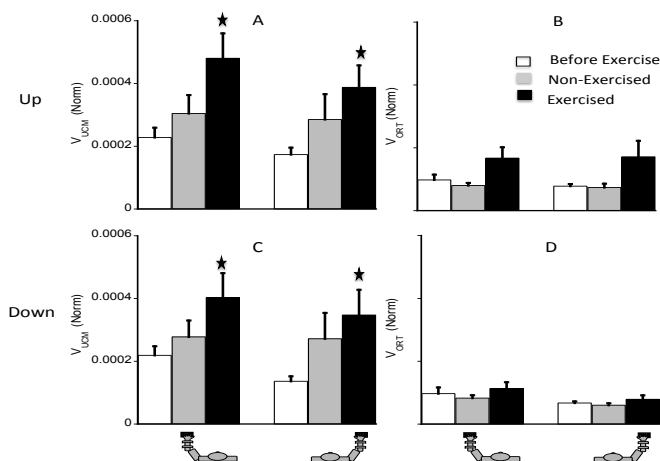 0.0006
A
B
Before Exercise
Non-Exercised
Exercised
Up
0.0004
V_UCM (Norm)
V_ORT (Norm)
0.0002
0
0.0006
C
D
Down
0.0004
V_UCM (Norm)
V_ORT (Norm)
0.0002
0